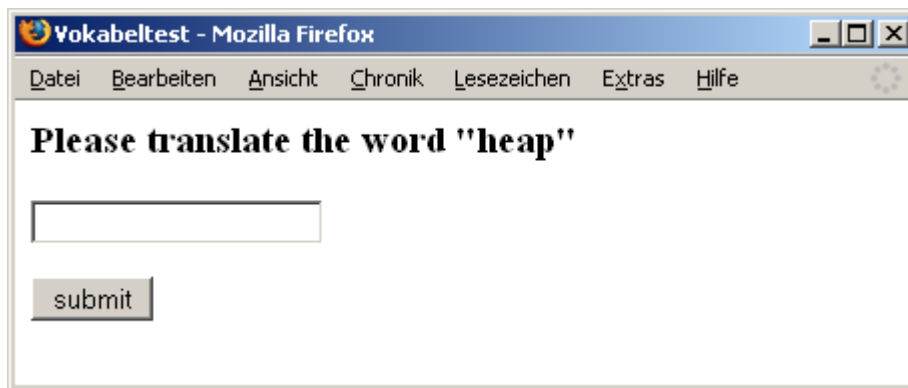 Vokabeltest - Mozilla Firefox
Datei Bearbeiten Ansicht Chronik Lesezeichen Extras Hilfe
Please translate the word "heap"
submit